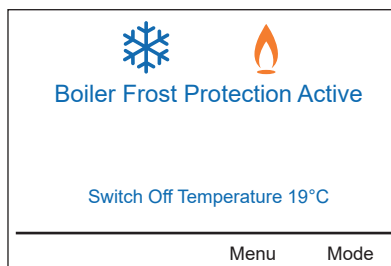 Boiler Frost Protection Active
Switch Off Temperature 19°C
Menu Mode